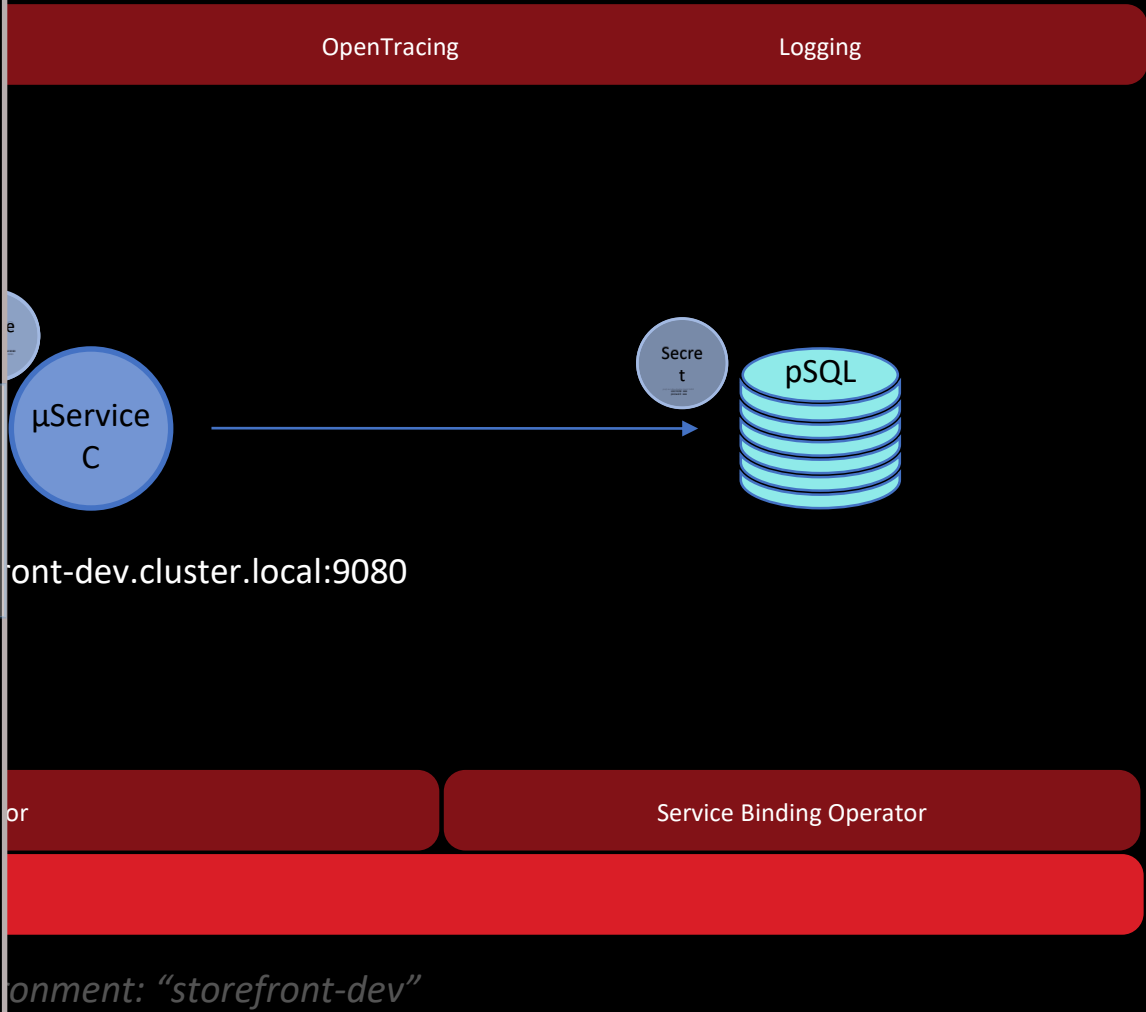 OpenTracing
Logging
e
Secre
t
pSQL
μService
C
ront-dev.cluster.local:9080
or
Service Binding Operator
onment: “storefront-dev”